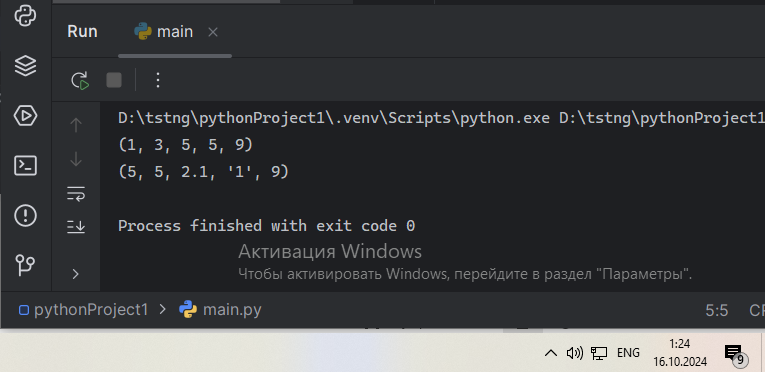 Run main
D:\tstng\pythonProject1\.venv\Scripts\python.exe D:\tstng\pythonProject1
(1, 3, 5, 5, 9)
(5, 5, 2.1, '1', 9)
Process finished with exit code 0
Активация Windows
Чтобы активировать Windows, перейдите в раздел "Параметры".
pythonProject1 > main.py 5:5
ENG 1:24
16.10.2024 9